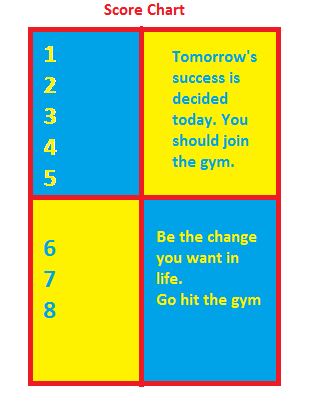 Score Chart
1
2
3
4
5
Tomorrow's
success is
decided
today. You
should join
the gym.
6
7
8
Be the change
you want in
life.
Go hit the gym